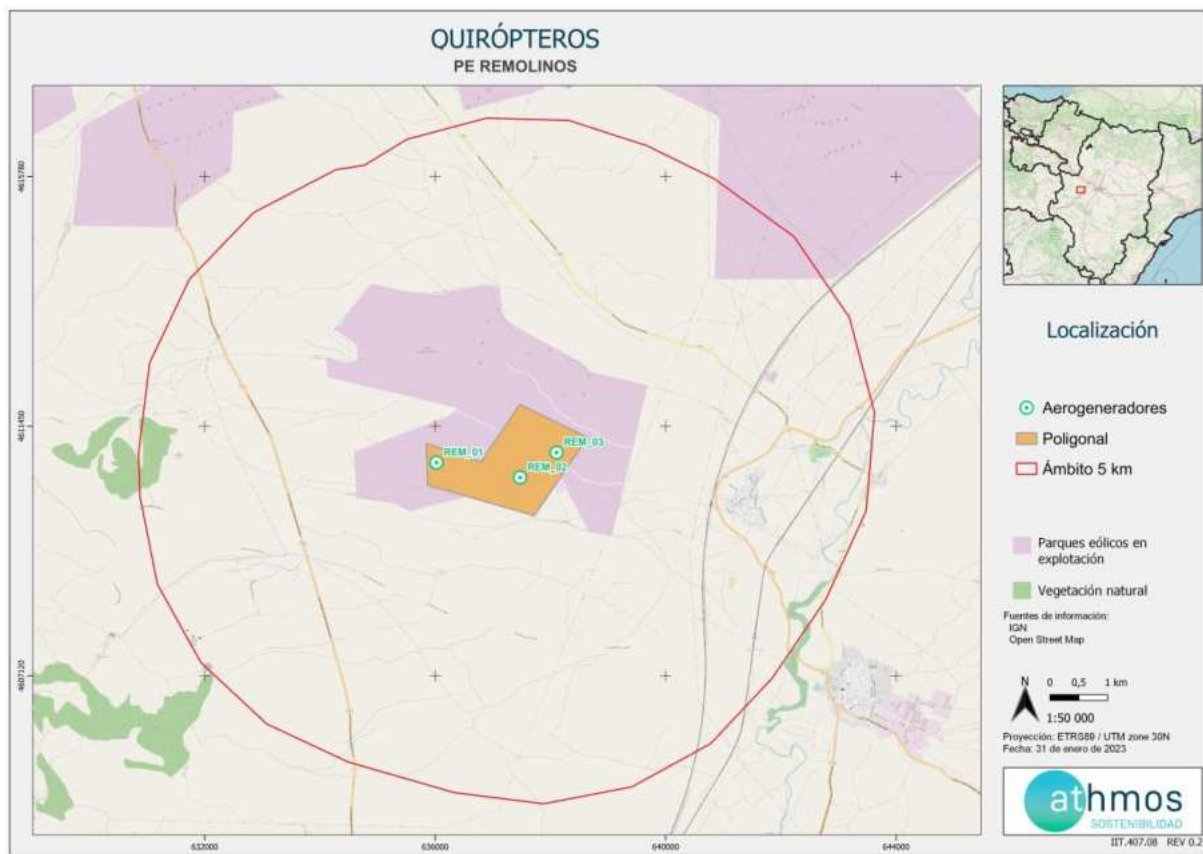 QUIRÓPTEROS
PE REMOLINOS
4615780
4611450
4607120
REM_01
REM_02
REM_03
632000
636000
640000
644000
Localización
Aerogeneradores
Poligonal
Ámbito 5 km
Parques eólicos en
explotación
Vegetación natural
Fuentes de información:
IGN
Open Street Map
N
0 0,5 1 km
1:50 000
Proyección: ETRS89 / UTM zone 30N
Fecha: 31 de enero de 2023
athmos
SOSTENIBILIDAD
IIT.407.08 REV 0.2